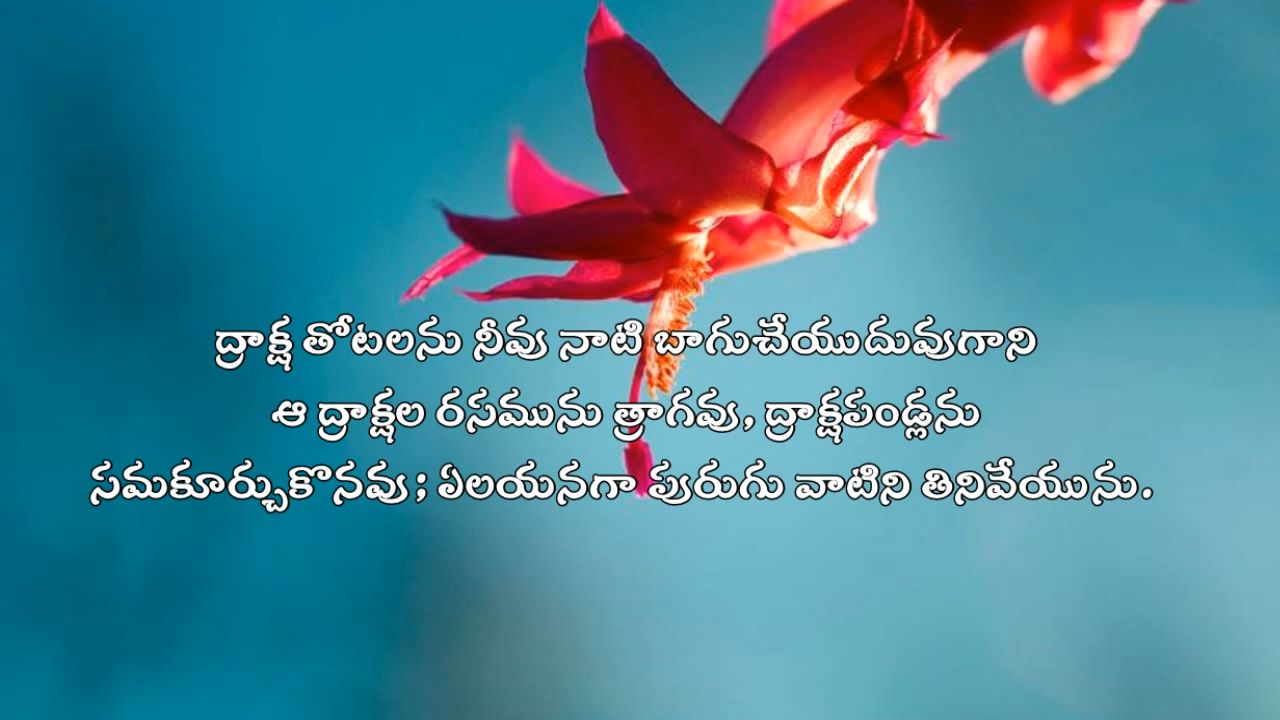 ద్రాక్ష తోటలను నీవు నాటి బాగుచేయుదువుగాని
ఆ ద్రాక్షల రసమును త్రాగవు, ద్రాక్షపండ్లను
సమకూర్చుకొనవు; ఏలయనగా పురుగు వాటిని తినివేయును.